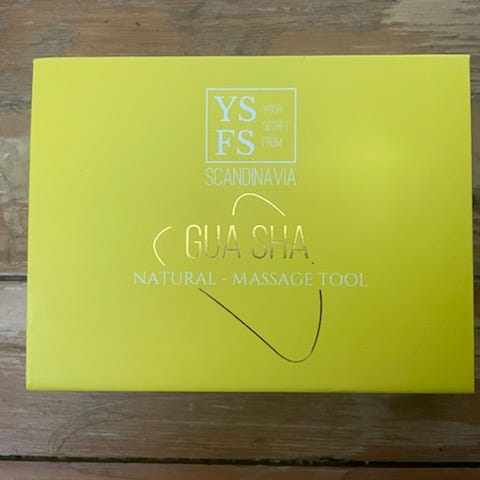 YS YOUR
SECRET
FS FROM
SCANDINAVIA
GUA SHA
NATURAL - MASSAGE TOOL